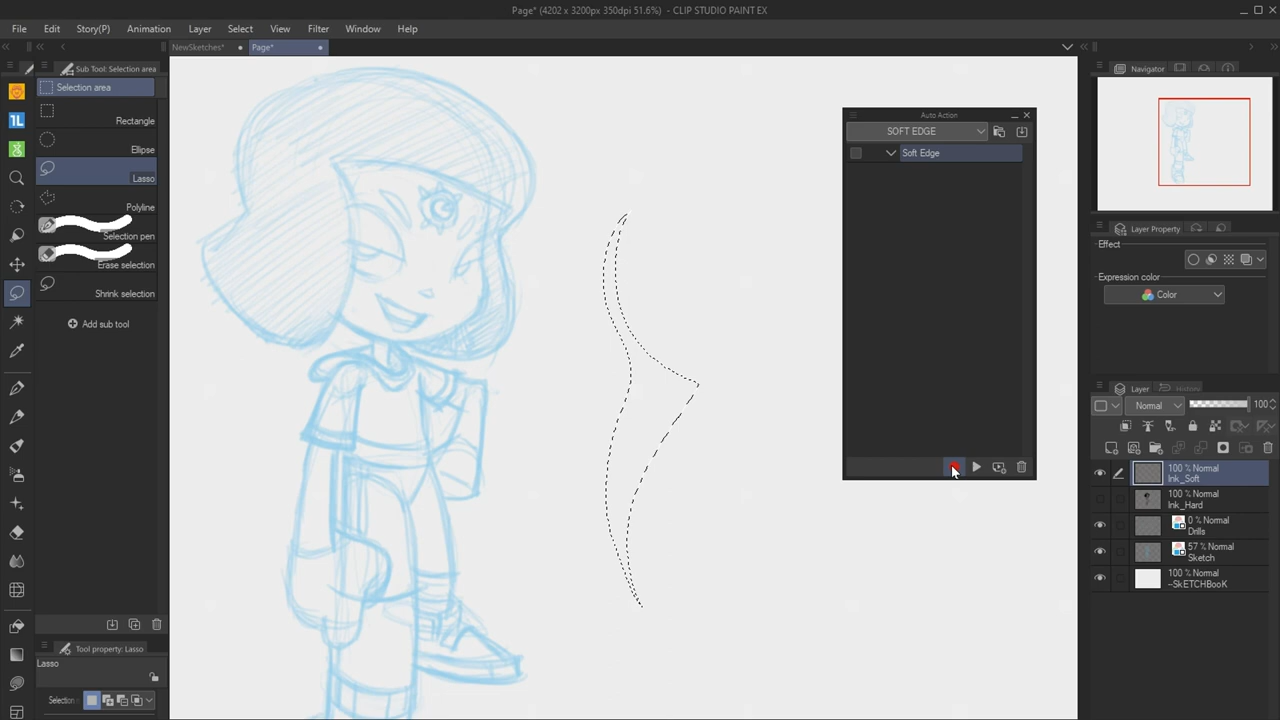 Page* (4202 x 3200px 350dpi 51.6%) - CLIP STUDIO PAINT EX
File Edit Story(P) Animation Layer Select View Filter Window Help
NewSketches* Page*
Sub Tool: Selection area
Selection area
Rectangle
Ellipse
Lasso
Polyline
Selection pen
Erase selection
Shrink selection
Add sub tool
Tool property: Lasso
Lasso
Selection
Auto Action
SOFT EDGE
Soft Edge
Navigator
Layer Property
Effect
Expression color
Color
Layer History
Normal 100
100 % Normal
Ink_Soft
100 % Normal
Ink_Hard
0 % Normal
Drills
57 % Normal
Sketch
100 % Normal
~SkETCHBooK